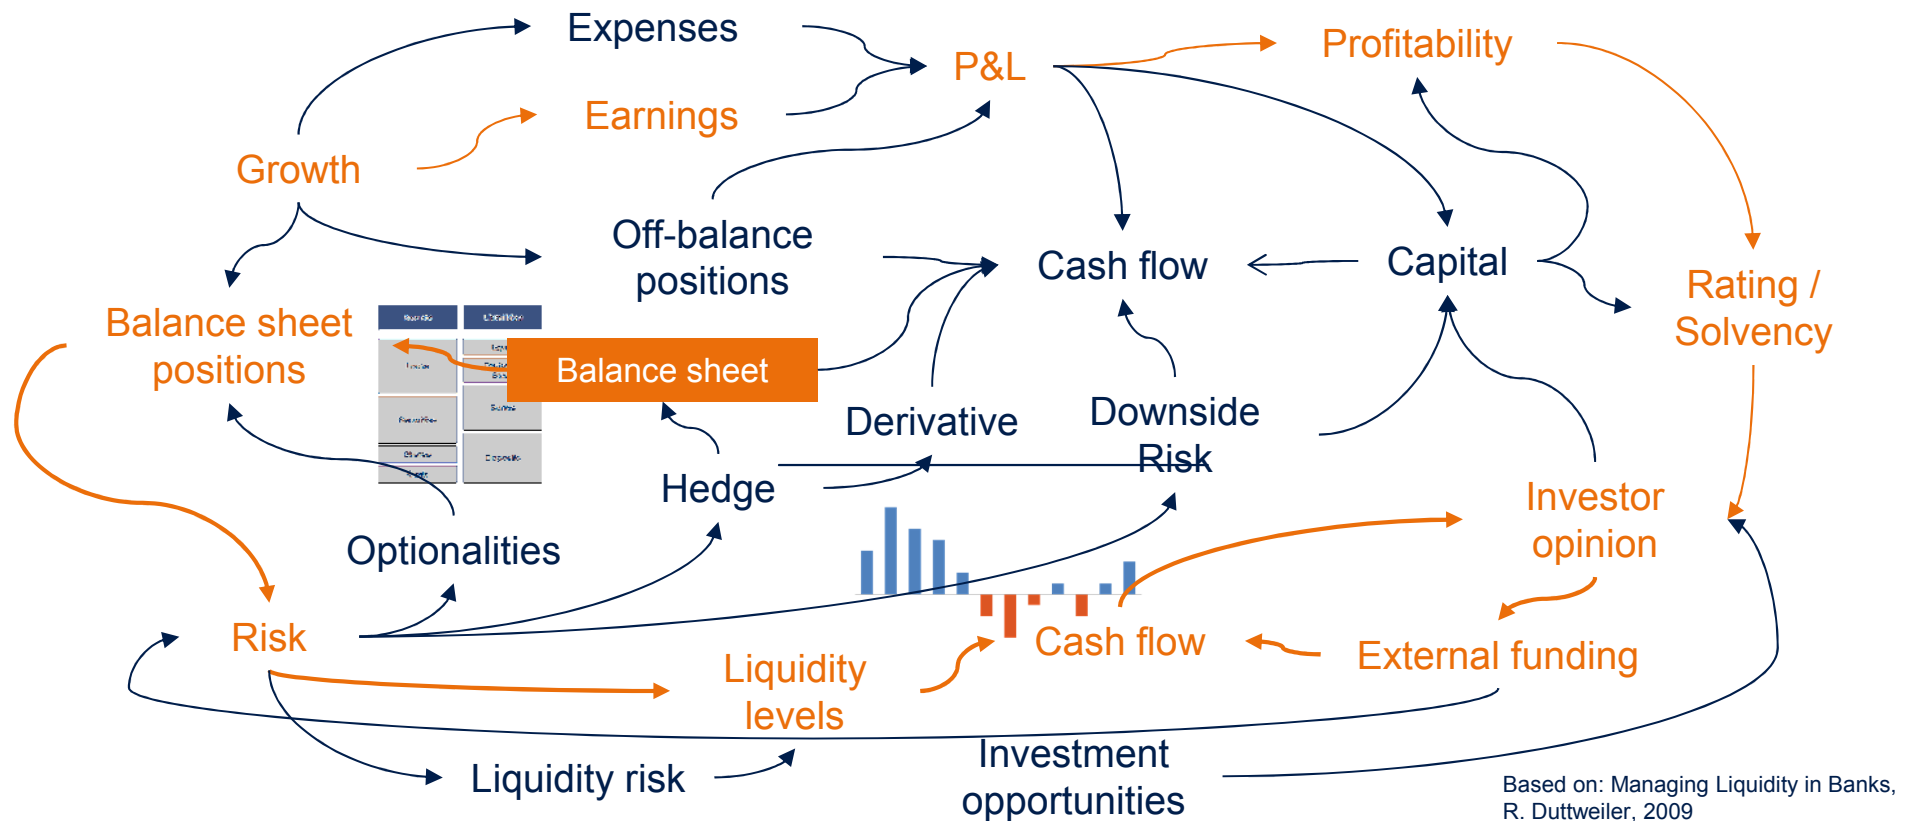 Expenses
P&L
Profitability
Earnings
Growth
Off-balance
positions
Cash flow
Capital
Rating /
Solvency
Balance sheet
positions
Balance sheet
Derivative
Downside
Risk
Hedge
Investor
opinion
Optionalities
Risk
Liquidity
levels
Cash flow
External funding
Liquidity risk
Investment
opportunities
Based on: Managing Liquidity in Banks,
R. Duttweiler, 2009